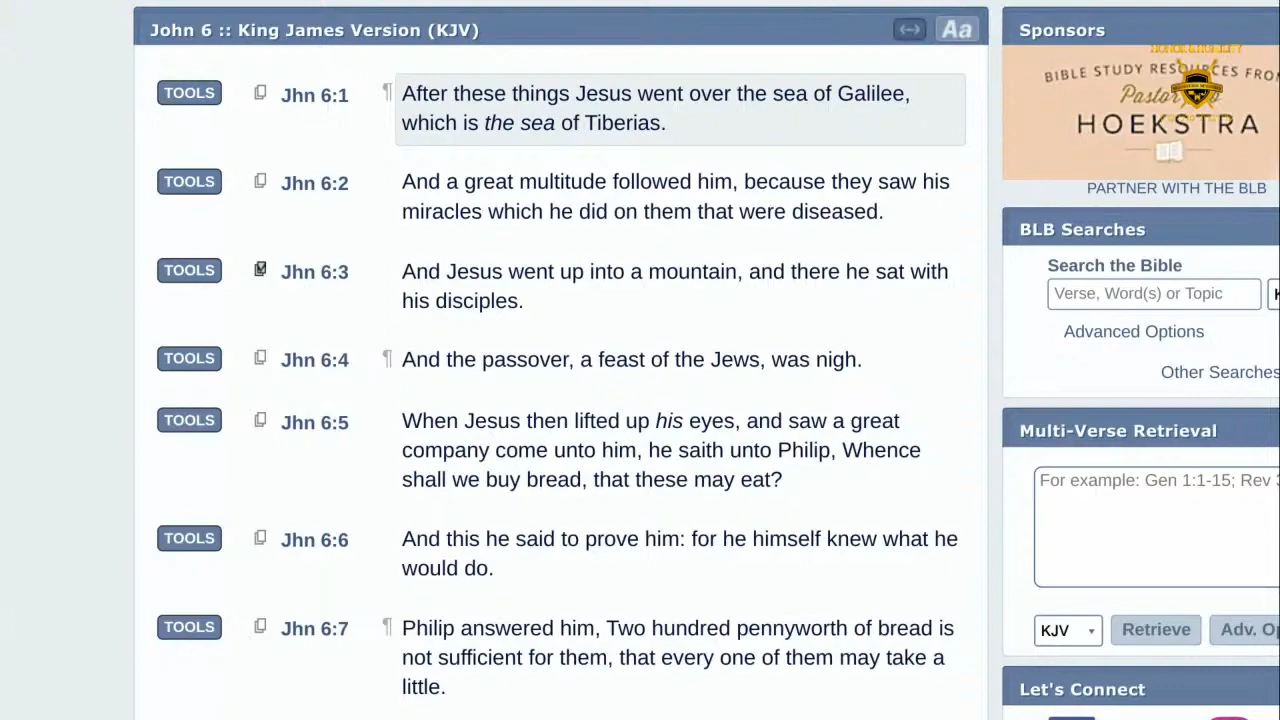 John 6 :: King James Version (KJV)
Aa
TOOLS
Jhn 6:1
¶ After these things Jesus went over the sea of Galilee,
which is the sea of Tiberias.
TOOLS
Jhn 6:2
And a great multitude followed him, because they saw his
miracles which he did on them that were diseased.
TOOLS
Jhn 6:3
And Jesus went up into a mountain, and there he sat with
his disciples.
TOOLS
Jhn 6:4
¶ And the passover, a feast of the Jews, was nigh.
TOOLS
Jhn 6:5
When Jesus then lifted up his eyes, and saw a great
company come unto him, he saith unto Philip, Whence
shall we buy bread, that these may eat?
TOOLS
Jhn 6:6
And this he said to prove him: for he himself knew what he
would do.
TOOLS
Jhn 6:7
¶ Philip answered him, Two hundred pennyworth of bread is
not sufficient for them, that every one of them may take a
little.
Sponsors
BIBLE STUDY RESOURCES FRO
Pastor
HOEKSTRA
PARTNER WITH THE BLB
BLB Searches
Search the Bible
Verse, Word(s) or Topic
Advanced Options
Other Searches
Multi-Verse Retrieval
For example: Gen 1:1-15; Rev
KJV
Retrieve
Adv. O
Let's Connect